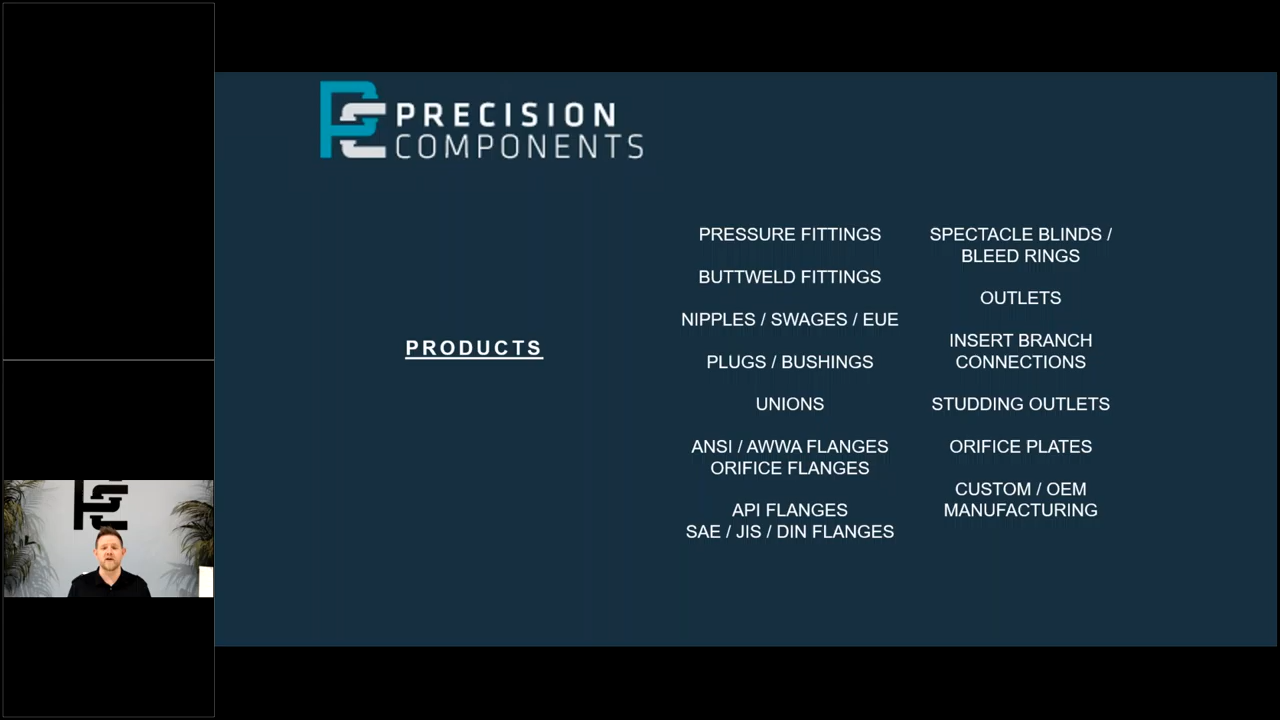 PRECISION
COMPONENTS
PRODUCTS
PRESSURE FITTINGS
BUTTWELD FITTINGS
NIPPLES / SWAGES / EUE
PLUGS / BUSHINGS
UNIONS
ANSI / AWWA FLANGES
ORIFICE FLANGES
API FLANGES
SAE / JIS / DIN FLANGES
SPECTACLE BLINDS /
BLEED RINGS
OUTLETS
INSERT BRANCH
CONNECTIONS
STUDDING OUTLETS
ORIFICE PLATES
CUSTOM / OEM
MANUFACTURING